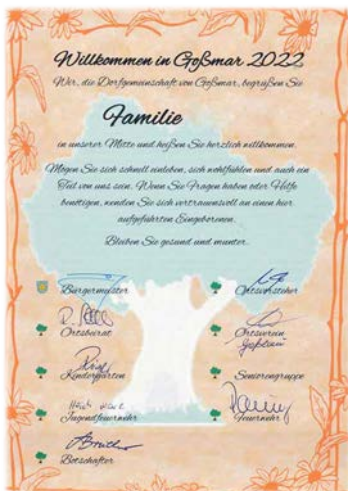 Willkommen in Goßmar 2022
Wir, die Dorfgemeinschaft von Goßmar, begrüßen Sie
Familie
in unserer Mitte und heißen Sie herzlich willkommen.
Mögen Sie sich schnell einleben, sich wohlfühlen und auch ein
Teil von uns sein. Wenn Sie Fragen haben oder Hilfe
benötigen, wenden Sie sich vertrauensvoll an einen hier
aufgeführten Eingeborenen.
Bleiben Sie gesund und munter.
Bürgermeister Ortsvorsteher
Ortsbeirat Ortsverein
Kindergarten Seniorengruppe
Jugendfeuerwehr Feuerwehr
Botschafter